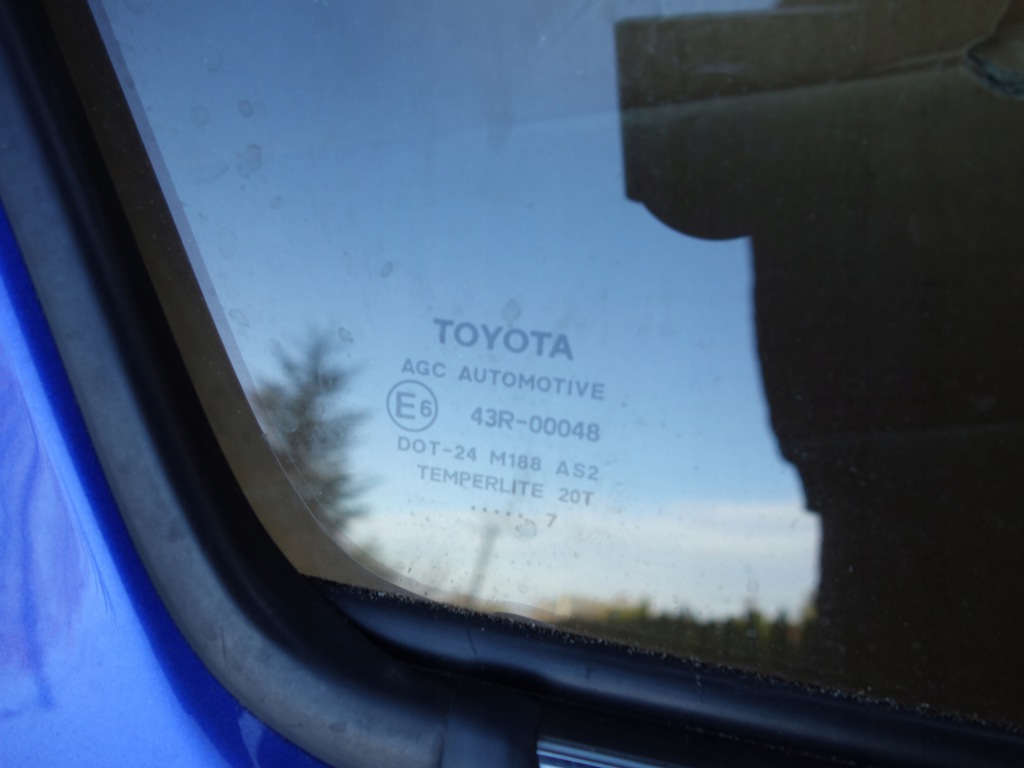 TOYOTA
AGC AUTOMOTIVE
E6 43R-00048
DOT-24 M188 AS2
TEMPERLITE 20T
..... 7